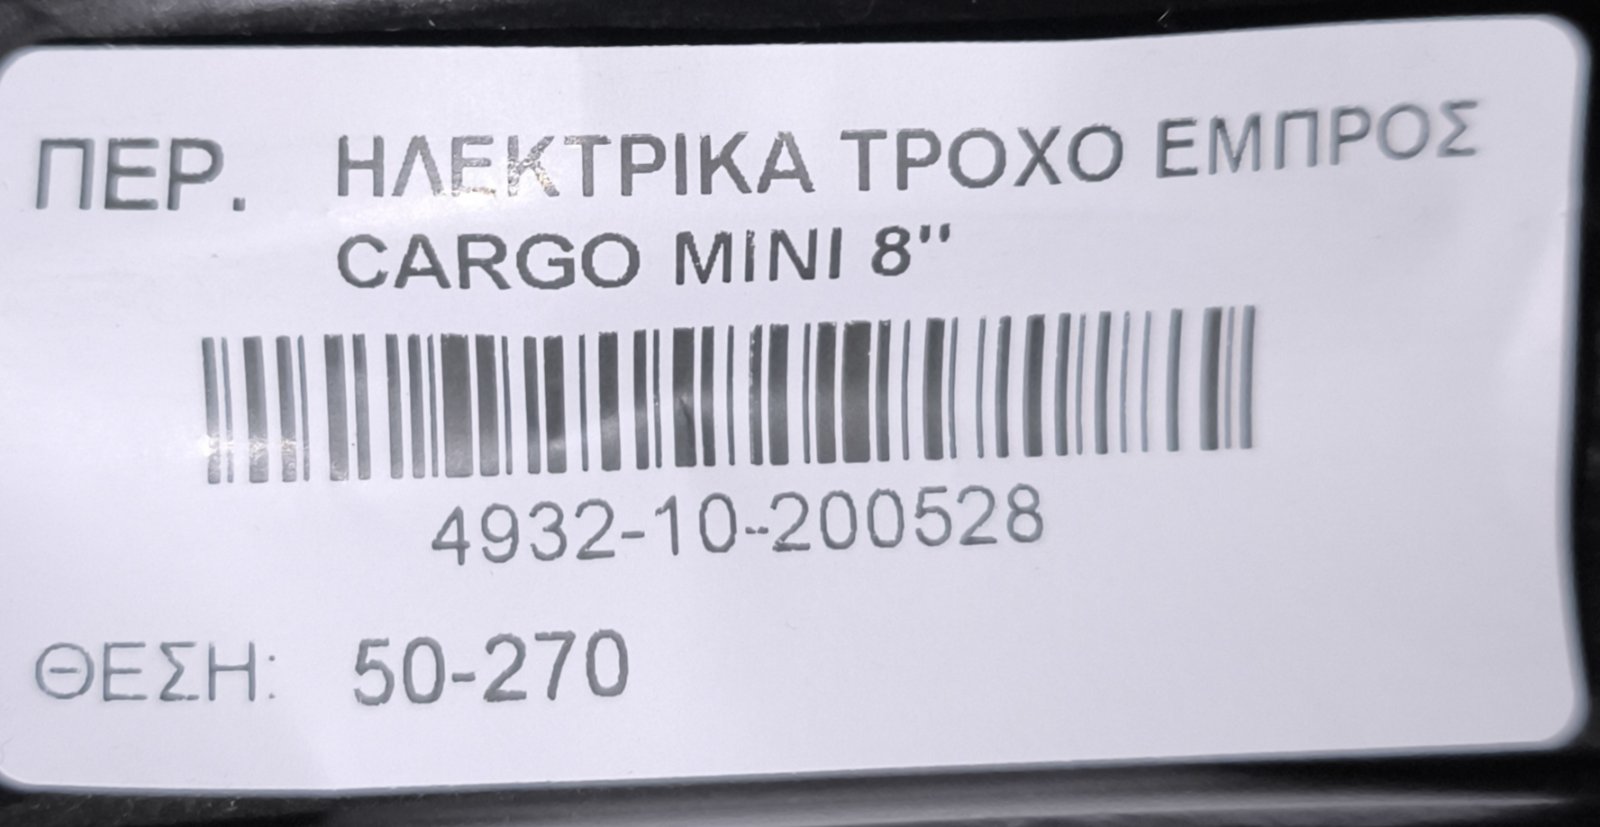 ΠΕΡ. ΗΛΕΚΤΡΙΚΑ ΤΡΟΧΟ ΕΜΠΡΟΣ
CARGO MINI 8"
4932-10-200528
ΘΕΣΗ: 50-270